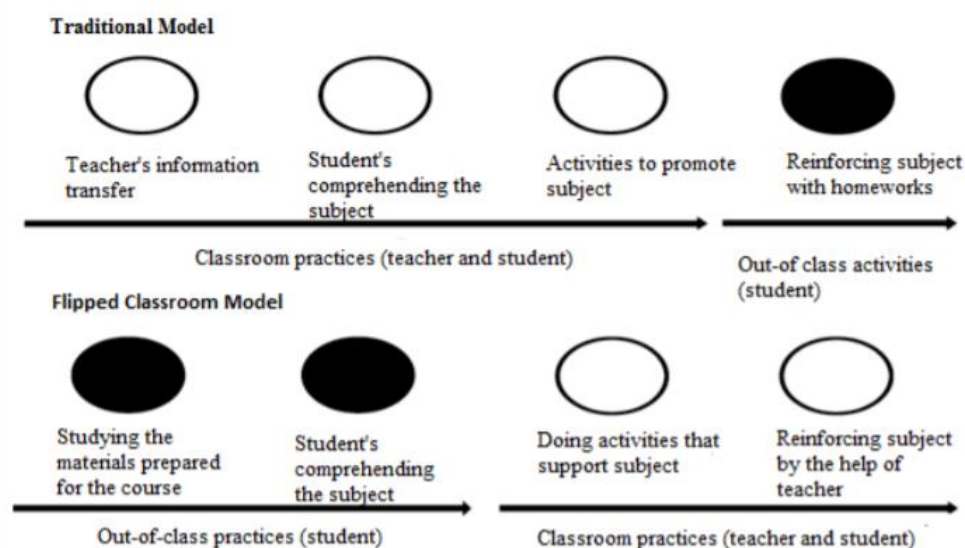 Traditional Model
Teacher's information
transfer
Student's
comprehending the
subject
Activities to promote
subject
Reinforcing subject
with homeworks
Classroom practices (teacher and student)
Out-of class activities
(student)
Flipped Classroom Model
Studying the
materials prepared
for the course
Student's
comprehending
the subject
Doing activities that
support subject
Reinforcing subject
by the help of
teacher
Out-of-class practices (student)
Classroom practices (teacher and student)